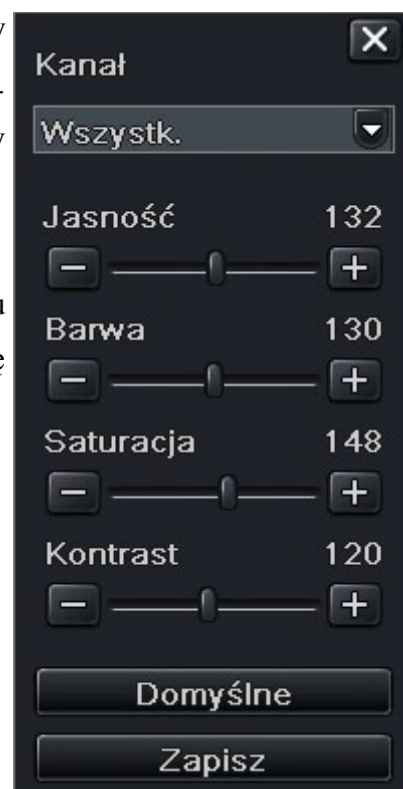 Kanał
Wszystk.
Jasność 132
Barwa 130
Saturacja 148
Kontrast 120
Domyślne
Zapisz